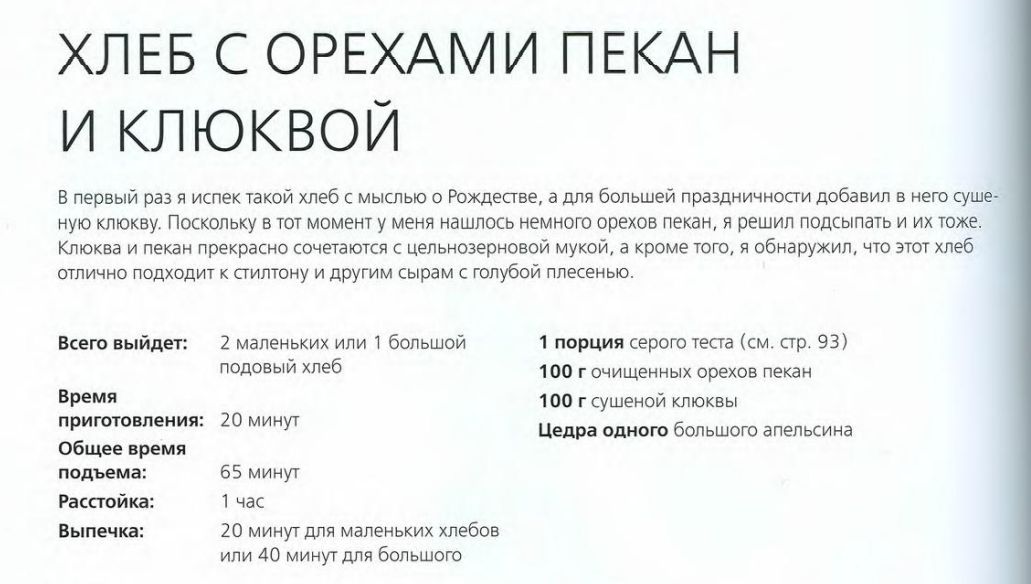 ХЛЕБ С ОРЕХАМИ ПЕКАН
И КЛЮКВОЙ
В первый раз я испек такой хлеб с мыслью о Рождестве, а для большей праздничности добавил в него суше-
ную клюкву. Поскольку в тот момент у меня нашлось немного орехов пекан, я решил подсыпать и их тоже.
Клюква и пекан прекрасно сочетаются с цельнозерновой мукой, а кроме того, я обнаружил, что этот хлеб
отлично подходит к стилтону и другим сырам с голубой плесенью.
Всего выйдет: 2 маленьких или 1 большой
подовый хлеб
Время
приготовления: 20 минут
Общее время
подъема: 65 минут
Расстойка: 1 час
Выпечка: 20 минут для маленьких хлебов
или 40 минут для большого
1 порция серого теста (см. стр. 93)
100 г очищенных орехов пекан
100 г сушеной клюквы
Цедра одного большого апельсина